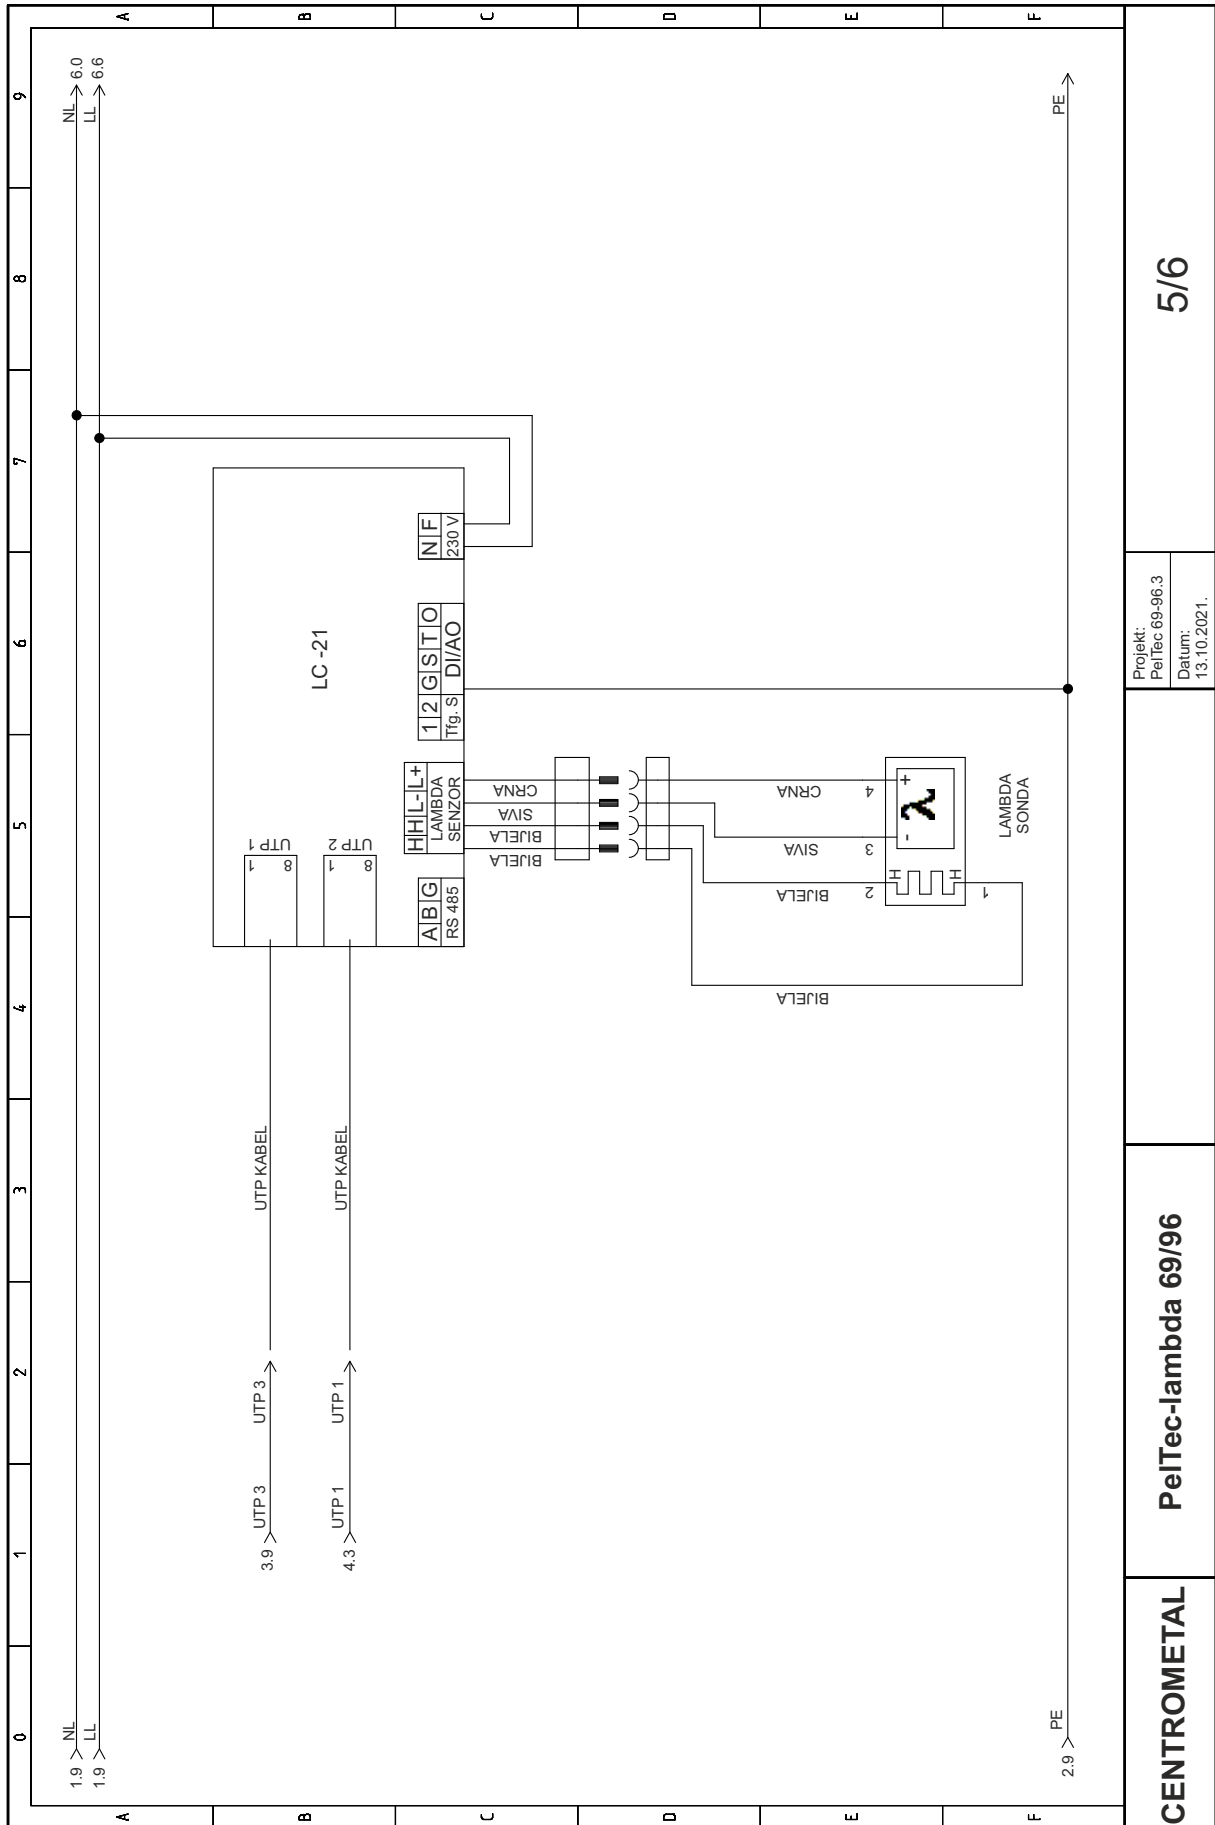 0 1 2 3 4 5 6 7 8 9
A
B
C
D
E
F
A
B
C
D
E
F
1.9 NL
1.9 LL
NL 6.0
LL 6.6
3.9 UTP 3 UTP 3 UTP KABEL
4.3 UTP 1 UTP 1 UTP KABEL
1 8 UTP 1
1 8 UTP 2
LC -21
A B G
RS 485
H H L- L+
LAMBDA
SENZOR
1 2 G S T O
Tfg. S DI/AO
N F
230 V
BIJELA
BIJELA
SIVA
CRNA
BIJELA
BIJELA
SIVA
CRNA
1
2
3
4
H
H
-
+
λ
LAMBDA
SONDA
2.9 PE
PE
CENTROMETAL
PelTec-lambda 69/96
Projekt:
PelTec 69-96.3
Datum:
13.10.2021.
5/6